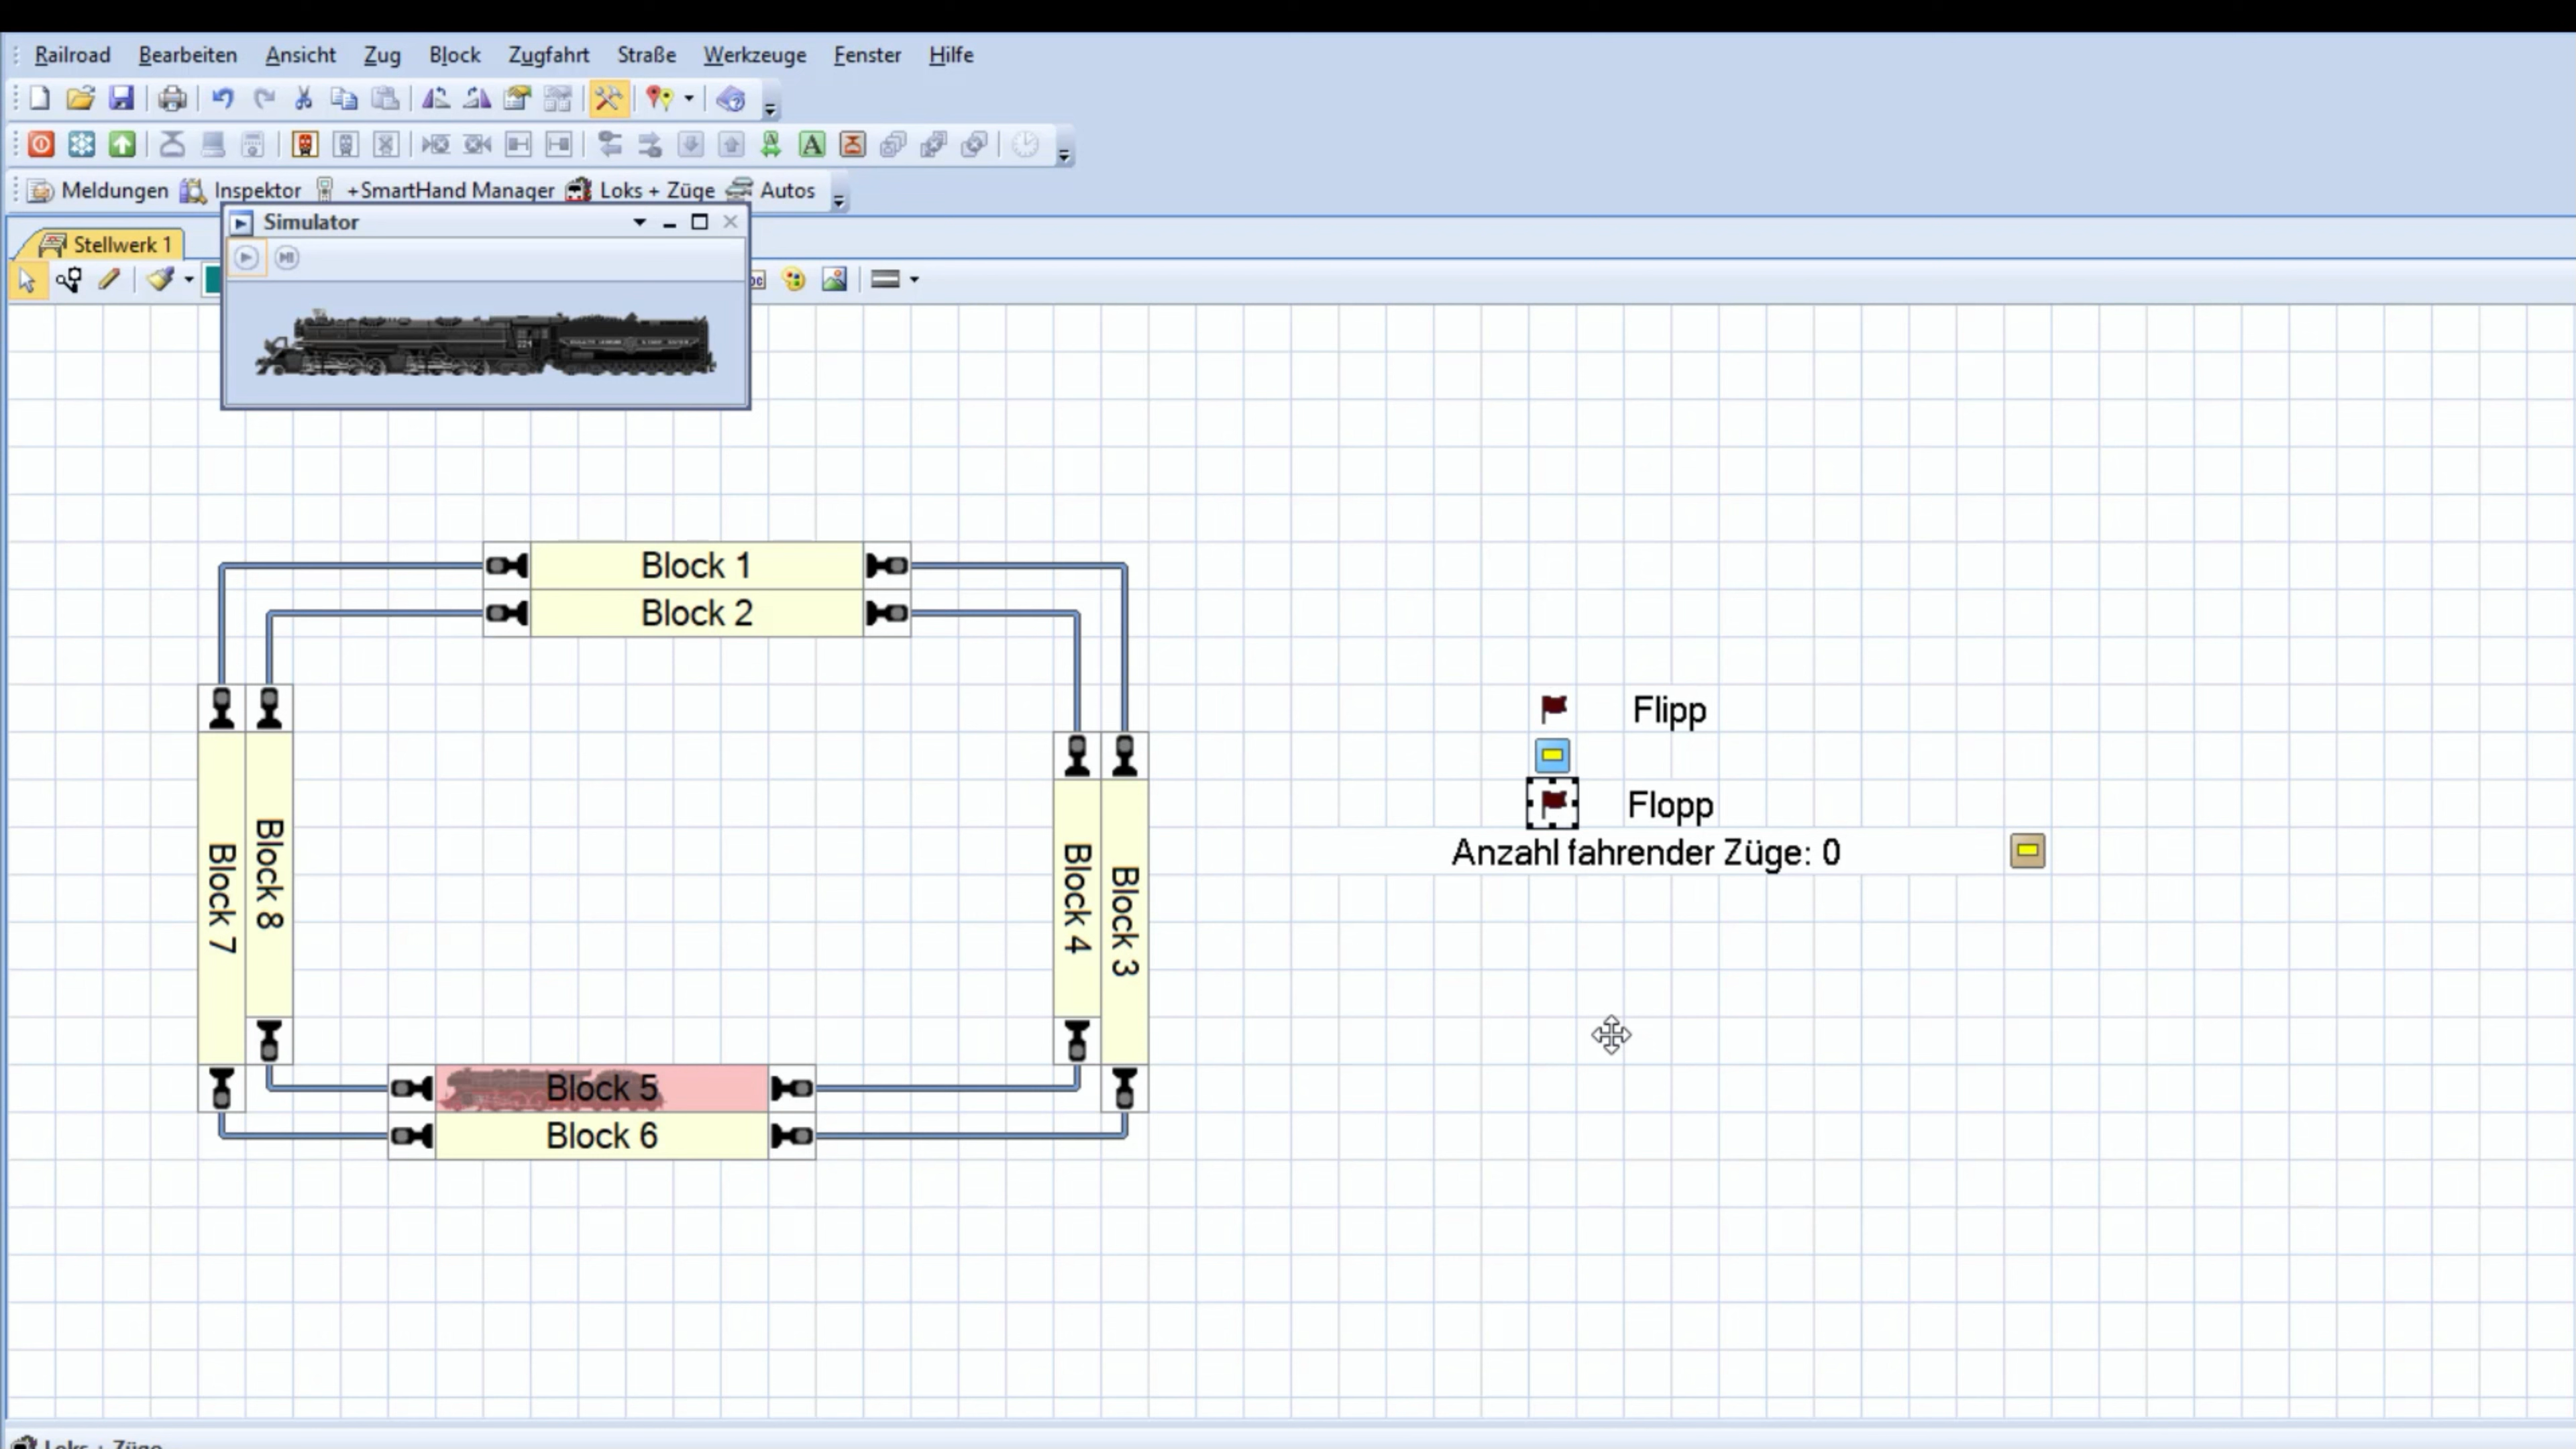 Railroad Bearbeiten Ansicht Zug Block Zugfahrt Straße Werkzeuge Fenster Hilfe
Meldungen Inspektor +SmartHand Manager Loks + Züge Autos
Simulator
Stellwerk 1
Block 1
Block 2
Flipp
Flopp
Block 7
Block 8
Block 4
Block 3
Anzahl fahrender Züge: 0
Block 5
Block 6
Loks + Züge